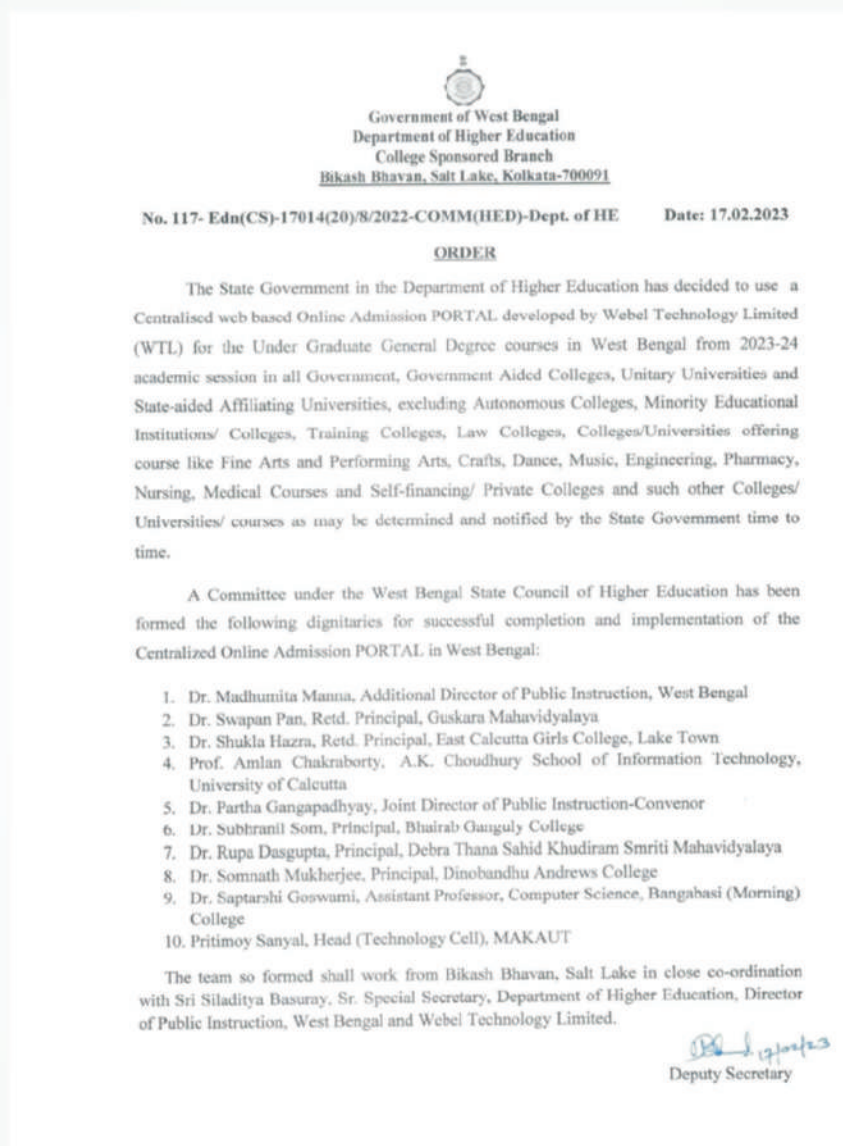 Government of West Bengal
Department of Higher Education
College Sponsored Branch
Bikash Bhavan, Salt Lake, Kolkata-700091
No. 117- Edn(CS)-17014(20)/8/2022-COMM(HED)-Dept. of HE Date: 17.02.2023
ORDER
The State Government in the Department of Higher Education has decided to use a
Centralised web based Online Admission PORTAL developed by Webel Technology Limited
(WTL) for the Under Graduate General Degree courses in West Bengal from 2023-24
academic session in all Government, Government Aided Colleges, Unitary Universities and
State-aided Affiliating Universities, excluding Autonomous Colleges, Minority Educational
Institutions/ Colleges, Training Colleges, Law Colleges, Colleges/Universities offering
course like Fine Arts and Performing Arts, Crafts, Dance, Music, Engineering, Pharmacy,
Nursing, Medical Courses and Self-financing/ Private Colleges and such other Colleges/
Universities/ courses as may be determined and notified by the State Government time to
time.
A Committee under the West Bengal State Council of Higher Education has been
formed the following dignitaries for successful completion and implementation of the
Centralized Online Admission PORTAL in West Bengal:
1. Dr. Madhumita Manna, Additional Director of Public Instruction, West Bengal
2. Dr. Swapan Pan, Retd. Principal, Guskara Mahavidyalaya
3. Dr. Shukla Hazra, Retd. Principal, East Calcutta Girls College, Lake Town
4. Prof. Amlan Chakraborty, A.K. Choudhury School of Information Technology,
University of Calcutta
5. Dr. Partha Gangapadhyay, Joint Director of Public Instruction-Convenor
6. Dr. Subhranil Som, Principal, Bhairab Ganguly College
7. Dr. Rupa Dasgupta, Principal, Debra Thana Sahid Khudiram Smriti Mahavidyalaya
8. Dr. Somnath Mukherjee, Principal, Dinobandhu Andrews College
9. Dr. Saptarshi Goswami, Assistant Professor, Computer Science, Bangabasi (Morning)
College
10. Pritimoy Sanyal, Head (Technology Cell), MAKAUT
The team so formed shall work from Bikash Bhavan, Salt Lake in close co-ordination
with Sri Siladitya Basuray, Sr. Special Secretary, Department of Higher Education, Director
of Public Instruction, West Bengal and Webel Technology Limited.
17/02/23
Deputy Secretary